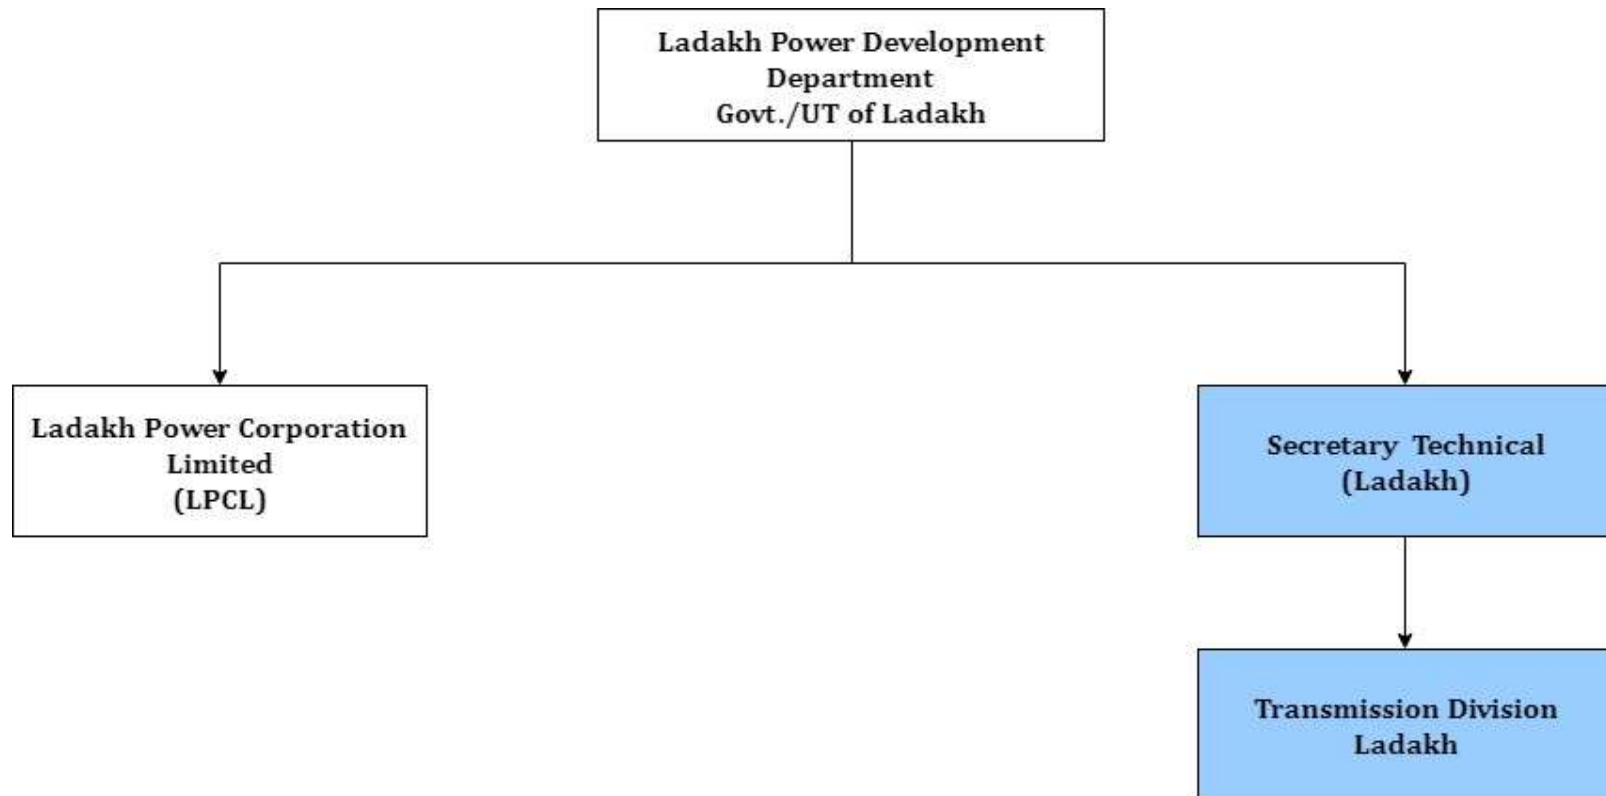 Ladakh Power Development
Department
Govt./UT of Ladakh
Ladakh Power Corporation
Limited
(LPCL)
Secretary Technical
(Ladakh)
Transmission Division
Ladakh